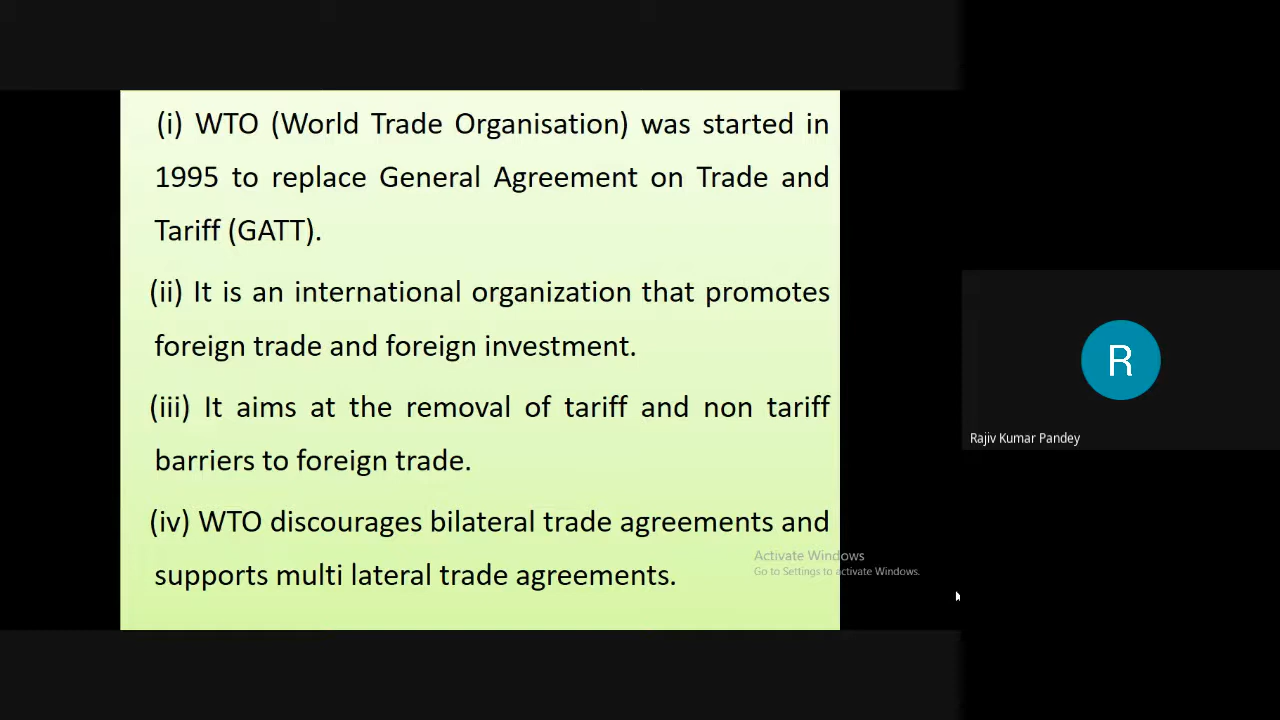 (i) WTO (World Trade Organisation) was started in
1995 to replace General Agreement on Trade and
Tariff (GATT).
(ii) It is an international organization that promotes
foreign trade and foreign investment.
(iii) It aims at the removal of tariff and non tariff
barriers to foreign trade.
(iv) WTO discourages bilateral trade agreements and
supports multi lateral trade agreements.
Activate Windows
Go to Settings to activate Windows.
R
Rajiv Kumar Pandey